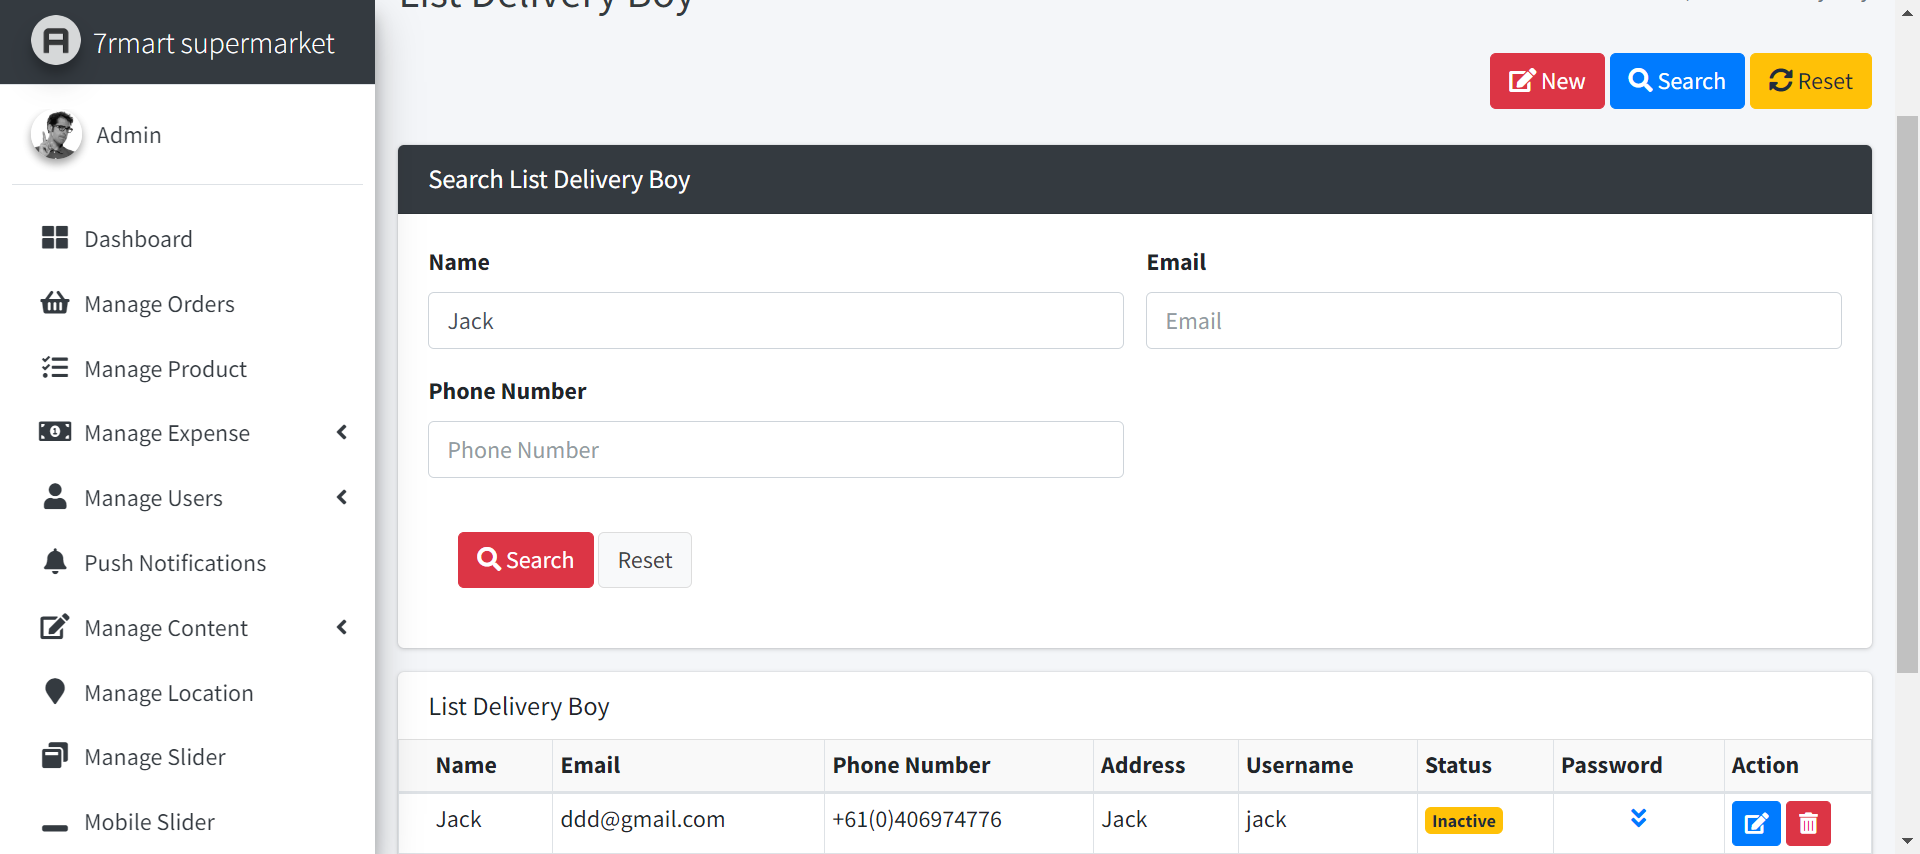 7rmart supermarket
Admin
Dashboard
Manage Orders
Manage Product
Manage Expense
Manage Users
Push Notifications
Manage Content
Manage Location
Manage Slider
Mobile Slider
List Delivery Boy
New Search Reset
Search List Delivery Boy
Name Email
Jack Email
Phone Number
Phone Number
Search Reset
List Delivery Boy
Name Email Phone Number Address Username Status Password Action
Jack ddd@gmail.com +61(0)406974776 Jack jack Inactive